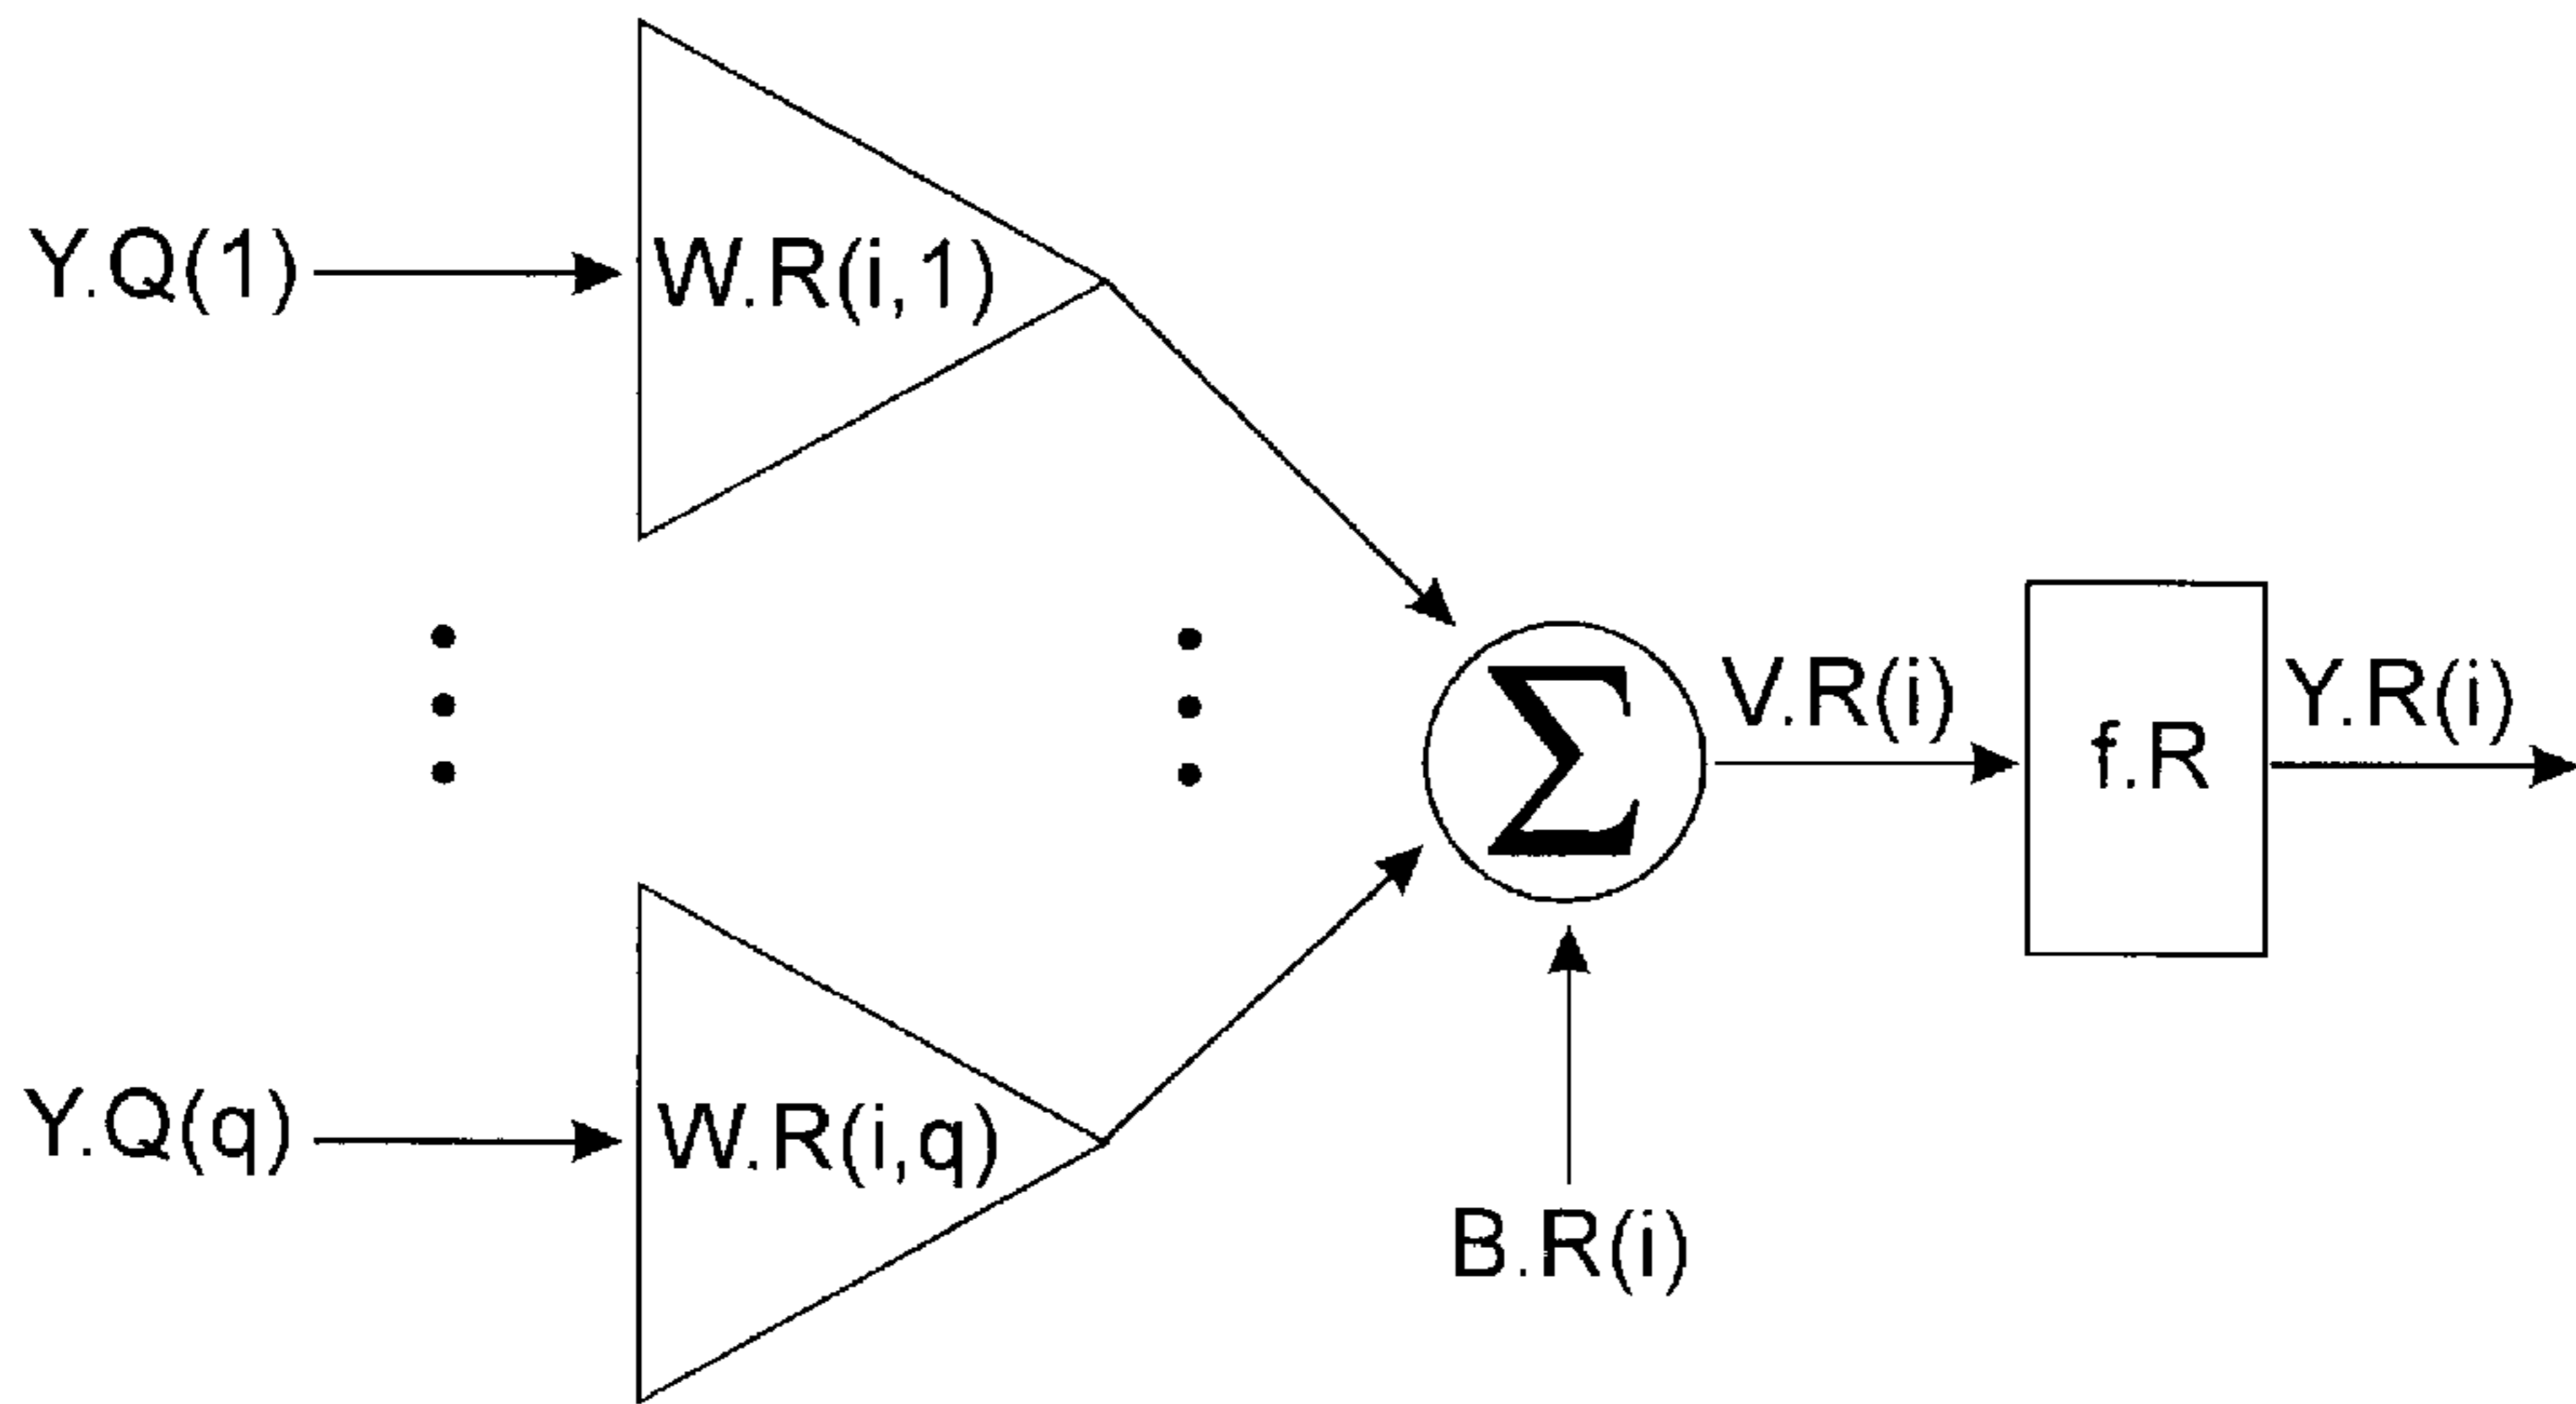 Y.Q(1)
W.R(i,1)
Σ
V.R(i)
f.R
Y.R(i)
Y.Q(q)
W.R(i,q)
B.R(i)